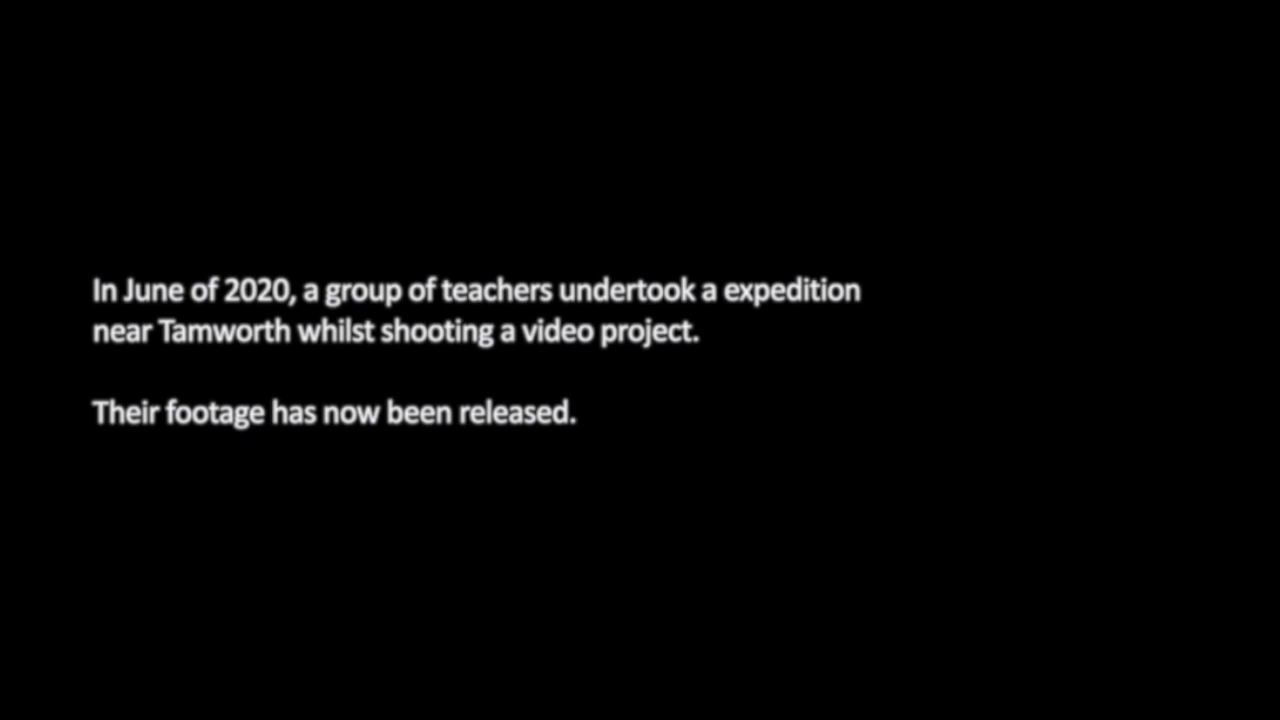 In June of 2020, a group of teachers undertook a expedition
near Tamworth whilst shooting a video project.
Their footage has now been released.